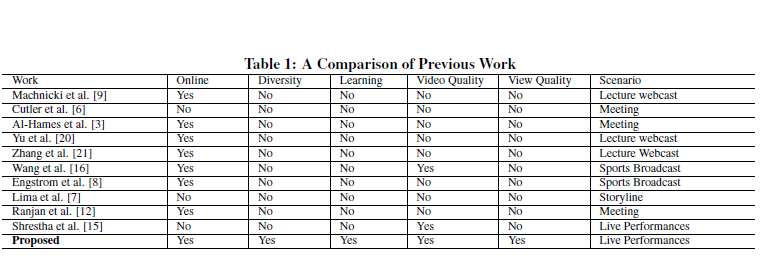 Table 1: A Comparison of Previous Work
Work Online Diversity Learning Video Quality View Quality Scenario
Machnicki et al. [9] Yes No No No No Lecture webcast
Cutler et al. [6] No No No No No Meeting
Al-Hames et al. [3] Yes No No No No Meeting
Yu et al. [20] Yes No No No No Lecture webcast
Zhang et al. [21] Yes No No No No Lecture Webcast
Wang et al. [16] Yes No No Yes No Sports Broadcast
Engstrom et al. [8] Yes No No No No Sports Broadcast
Lima et al. [7] No No No No No Storyline
Ranjan et al. [12] Yes No No No No Meeting
Shrestha et al. [15] No No No Yes No Live Performances
Proposed Yes Yes Yes Yes Yes Live Performances